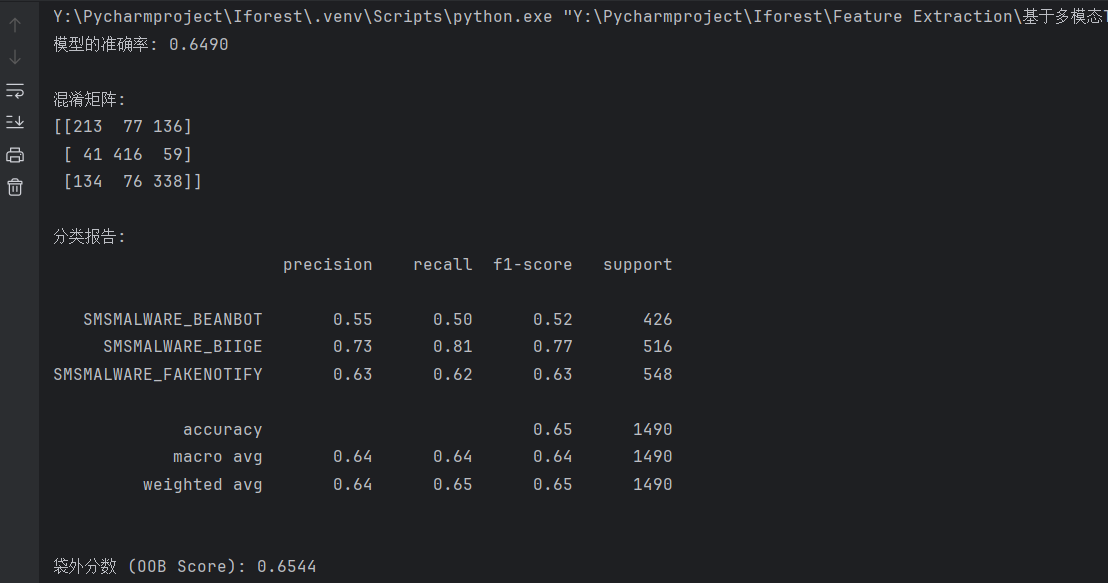 Y:\Pycharmproject\Iforest\.venv\Scripts\python.exe "Y:\Pycharmproject\Iforest\Feature Extraction\基于多模态
模型的准确率: 0.6490
混淆矩阵:
[[213  77 136]
 [ 41 416  59]
 [134  76 338]]
分类报告:
precision    recall  f1-score   support
SMSMALWARE_BEANBOT       0.55      0.50      0.52       426
SMSMALWARE_BIIGE       0.73      0.81      0.77       516
SMSMALWARE_FAKENOTIFY       0.63      0.62      0.63       548
accuracy                           0.65      1490
macro avg       0.64      0.64      0.64      1490
weighted avg       0.64      0.65      0.65      1490
袋外分数 (OOB Score): 0.6544